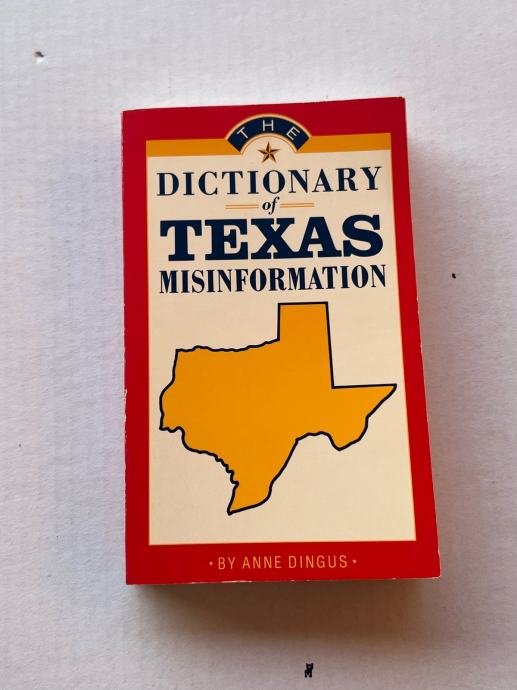 THE
DICTIONARY
of
TEXAS
MISINFORMATION
• BY ANNE DINGUS •